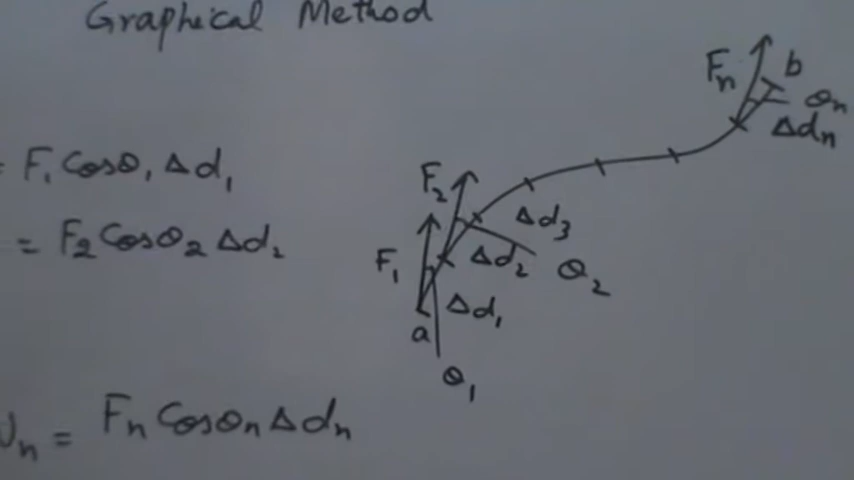 Graphical Method
= F₁ Cosθ₁ Δd₁
= F₂ Cosθ₂ Δd₂
Wₙ = Fₙ Cosθₙ Δdₙ
Fₙ
b
θₙ
Δdₙ
F₂
Δd₃
F₁
Δd₂
θ₂
Δd₁
a
θ₁